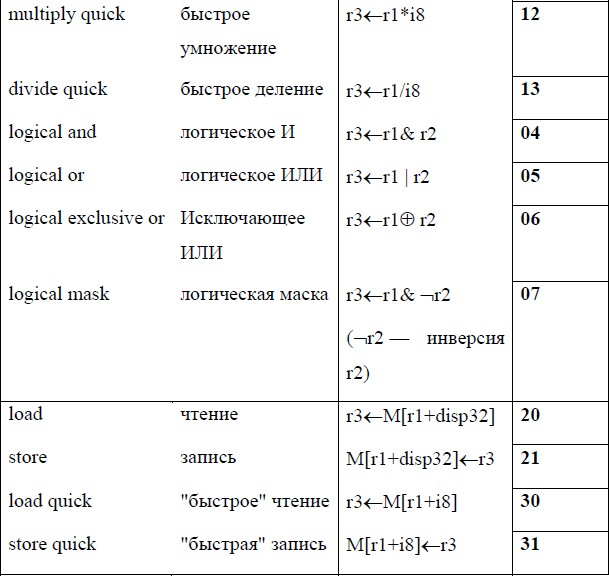 multiply quick быстрое r3←r1*i8 12
умножение
divide quick быстрое деление r3←r1/i8 13
logical and логическое И r3←r1& r2 04
logical or логическое ИЛИ r3←r1 | r2 05
logical exclusive or Исключающее r3←r1⊕ r2 06
ИЛИ
logical mask логическая маска r3←r1& ¬r2 07
(¬r2 — инверсия
r2)
load чтение r3←M[r1+disp32] 20
store запись M[r1+disp32]←r3 21
load quick "быстрое" чтение r3←M[r1+i8] 30
store quick "быстрая" запись M[r1+i8]←r3 31